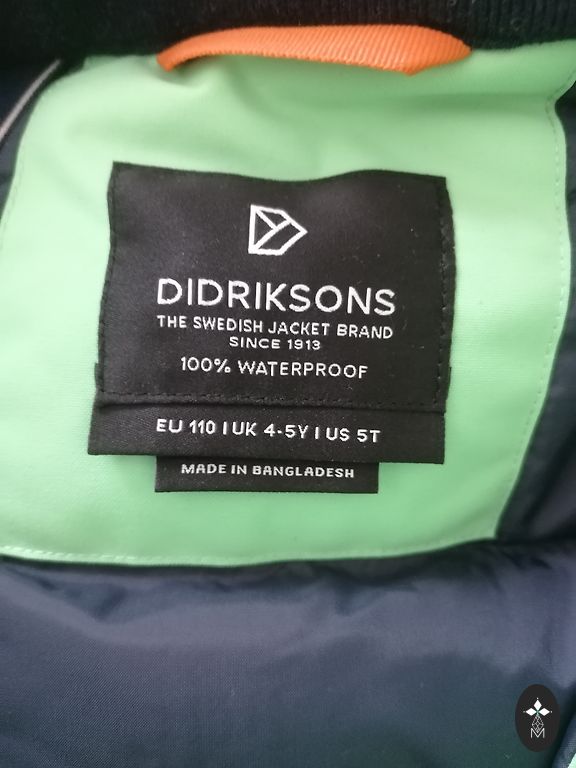 DIDRIKSONS
THE SWEDISH JACKET BRAND
SINCE 1913
100% WATERPROOF
EU 110 I UK 4-5Y I US 5T
MADE IN BANGLADESH
M